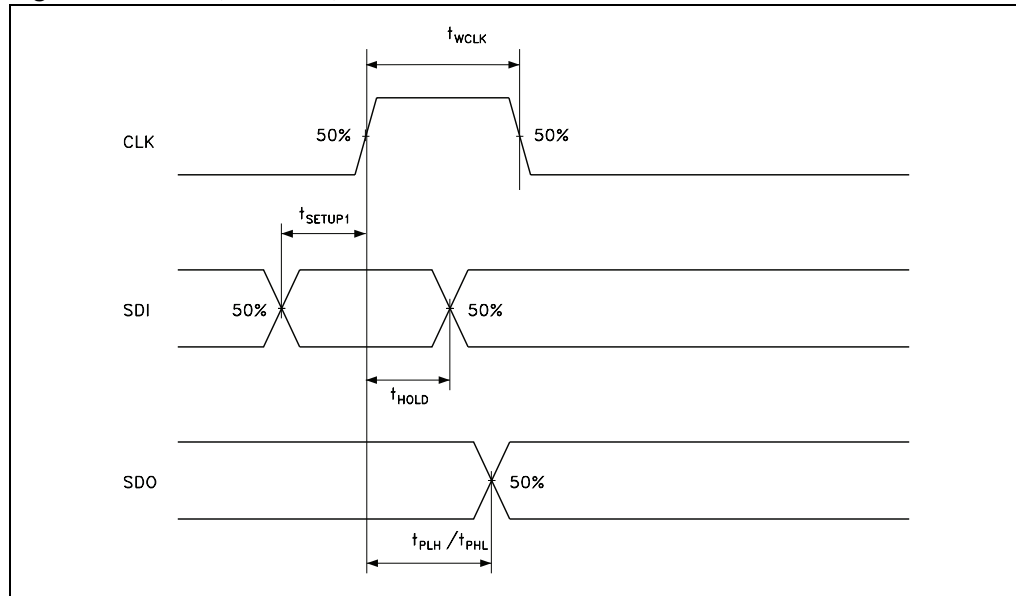 tWCLK
50% 50%
CLK
tSETUP1
50% 50%
SDI
tHOLD
SDO 50%
tPLH /tPHL